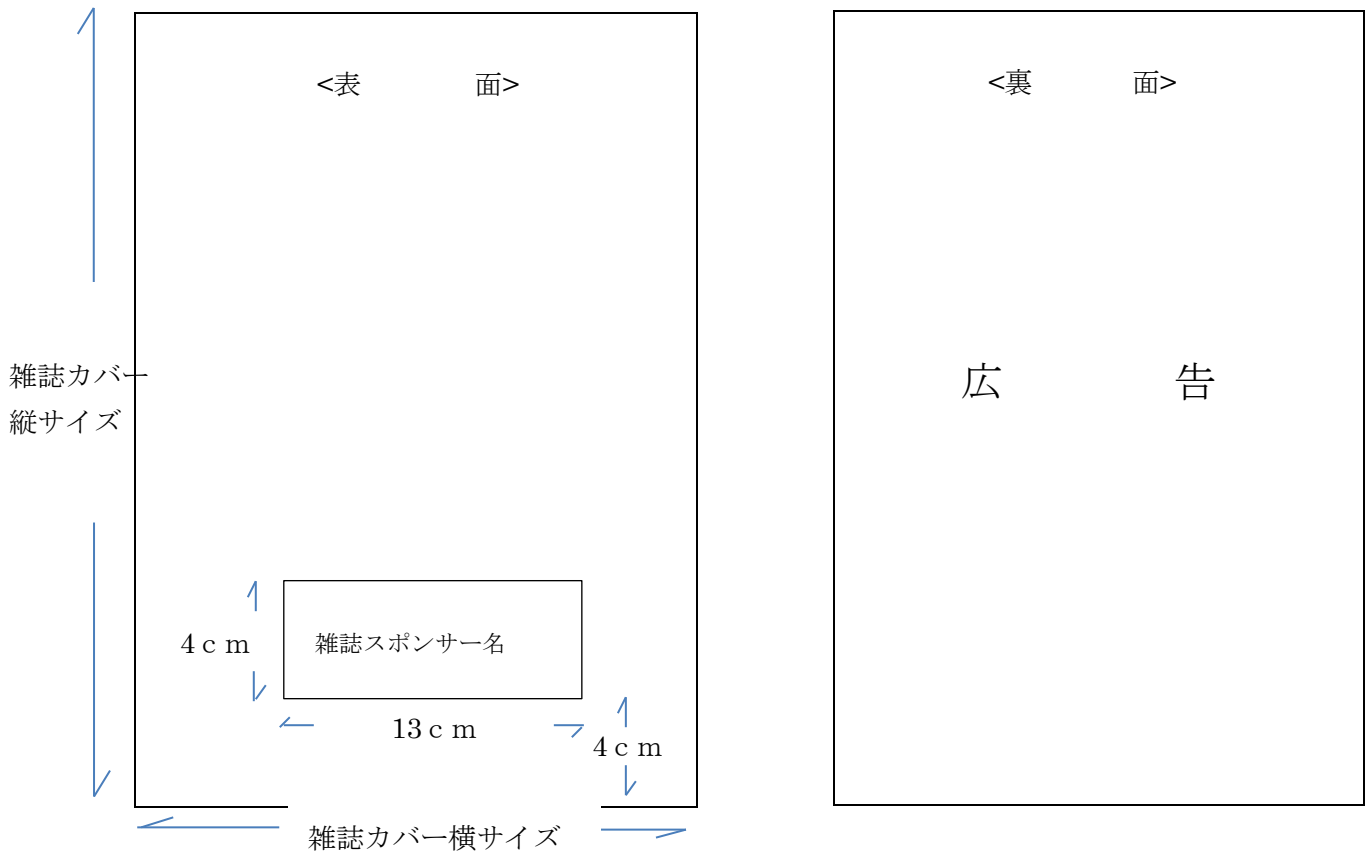 <表　　　　面>
雑誌カバー
縦サイズ
4ｃｍ
雑誌スポンサー名
13ｃｍ
4ｃｍ
雑誌カバー横サイズ
<裏　　　面>
広　　　　告